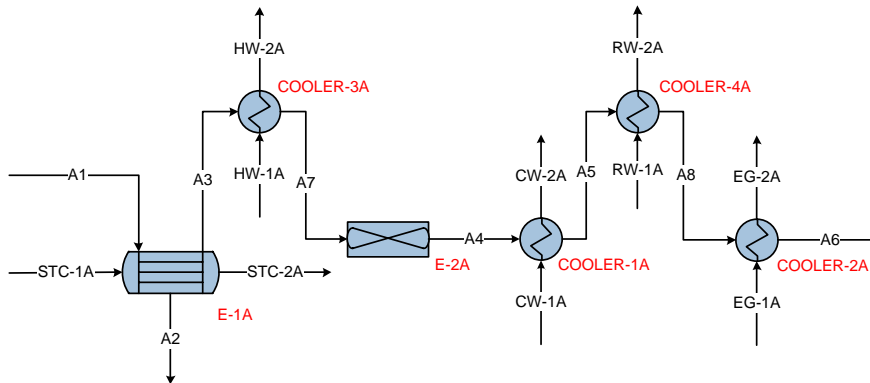 HW-2A
RW-2A
COOLER-3A
COOLER-4A
A1
A3
HW-1A
A7
CW-2A
A5
RW-1A
A8
EG-2A
A4
A6
STC-1A
STC-2A
E-2A
COOLER-1A
COOLER-2A
E-1A
CW-1A
EG-1A
A2